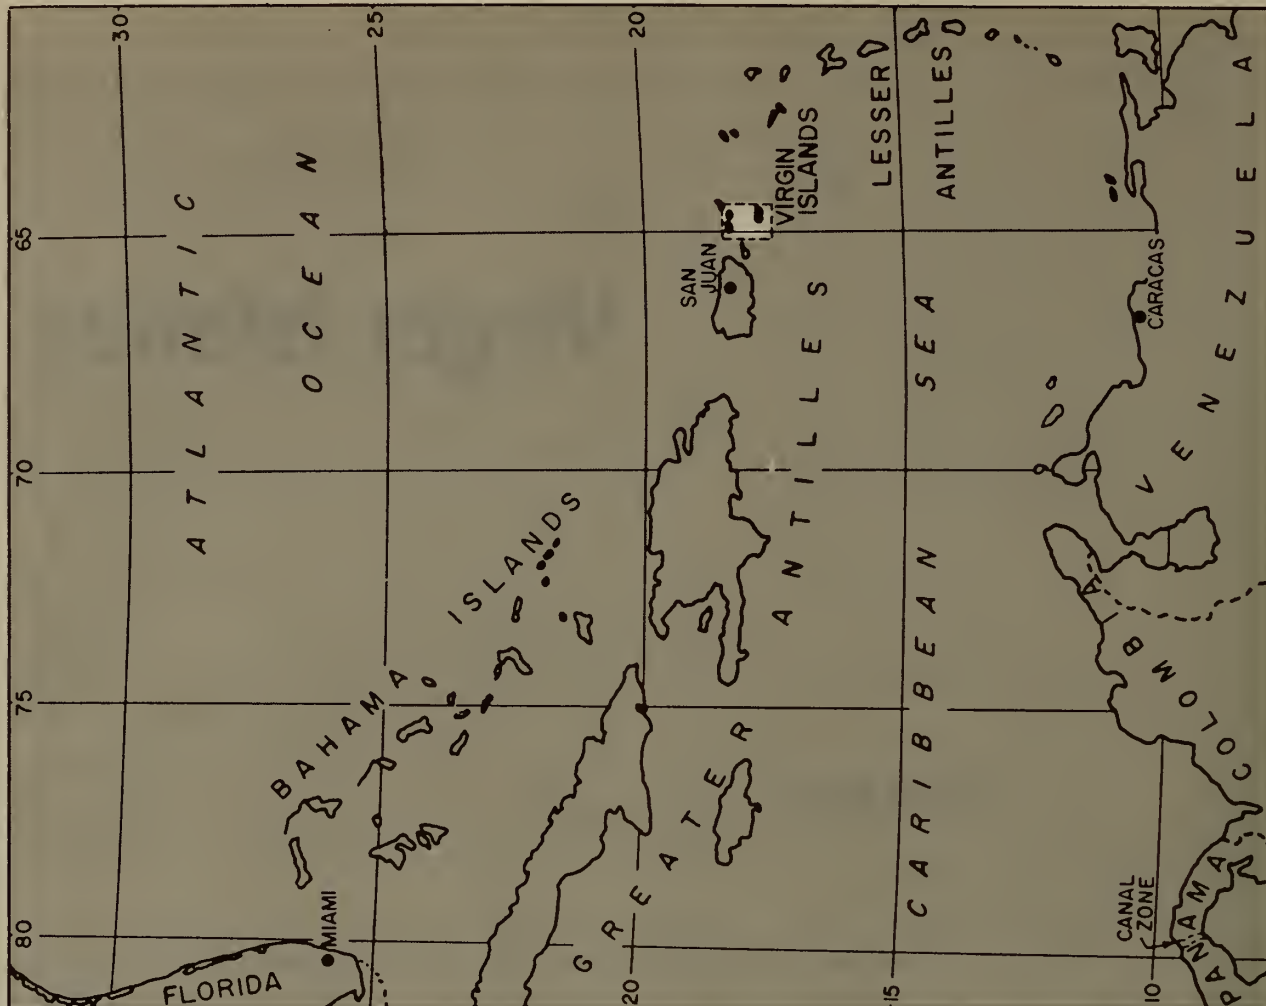 30
25
20
65
70
75
80
20
15
10
ATLANTIC
OCEAN
BAHAMA ISLANDS
MIAMI
FLORIDA
SAN
JUAN
VIRGIN
ISLANDS
LESSER
ANTILLES
GREATER ANTILLES
CARIBBEAN SEA
CARACAS
VENEZUELA
COLOMBIA
CANAL
ZONE
PANAMA